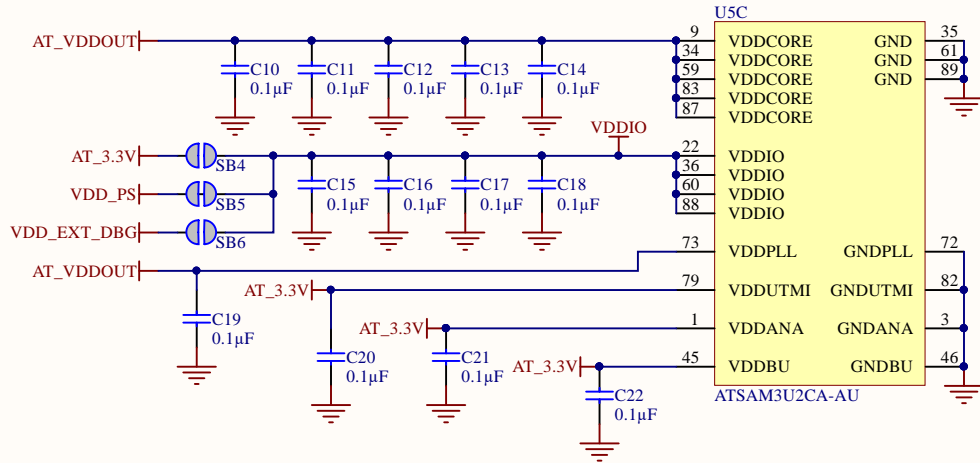 U5C
AT_VDDOUT
9 VDDCORE GND 35
34 VDDCORE GND 61
59 VDDCORE GND 89
83 VDDCORE
87 VDDCORE
C10 C11 C12 C13 C14
0.1µF 0.1µF 0.1µF 0.1µF 0.1µF
VDDIO
AT_3.3V SB4
22 VDDIO
36 VDDIO
60 VDDIO
88 VDDIO
C15 C16 C17 C18
0.1µF 0.1µF 0.1µF 0.1µF
VDD_PS SB5
VDD_EXT_DBG SB6
73 VDDPLL GNDPLL 72
AT_VDDOUT
AT_3.3V 79 VDDUTMI GNDUTMI 82
C19
0.1µF
AT_3.3V 1 VDDANA GNDANA 3
C20 C21
0.1µF 0.1µF
AT_3.3V 45 VDDBU GNDBU 46
C22
0.1µF
ATSAM3U2CA-AU